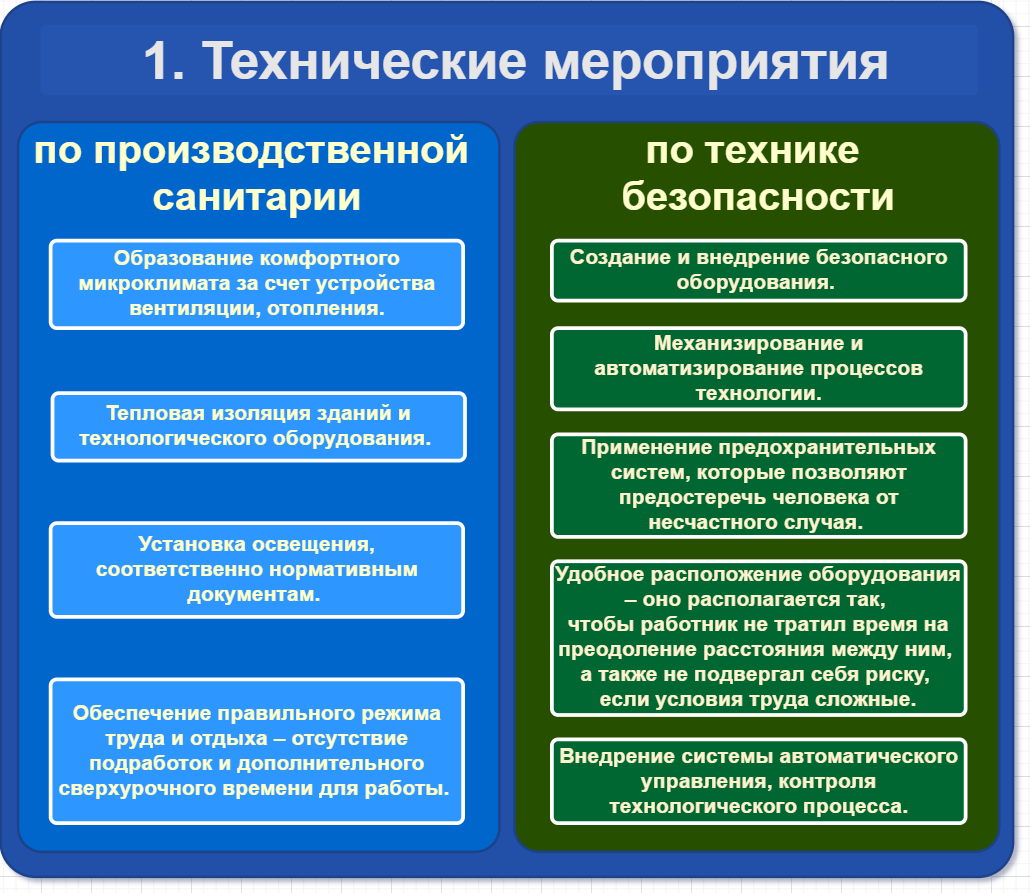 1. Технические мероприятия
по производственной
санитарии
Образование комфортного
микроклимата за счет устройства
вентиляции, отопления.
Тепловая изоляция зданий и
технологического оборудования.
Установка освещения,
соответственно нормативным
документам.
Обеспечение правильного режима
труда и отдыха – отсутствие
подработок и дополнительного
сверхурочного времени для работы.
по технике
безопасности
Создание и внедрение безопасного
оборудования.
Механизирование и
автоматизирование процессов
технологии.
Применение предохранительных
систем, которые позволяют
предостеречь человека от
несчастного случая.
Удобное расположение оборудования
– оно располагается так,
чтобы работник не тратил время на
преодоление расстояния между ним,
а также не подвергал себя риску,
если условия труда сложные.
Внедрение системы автоматического
управления, контроля
технологического процесса.